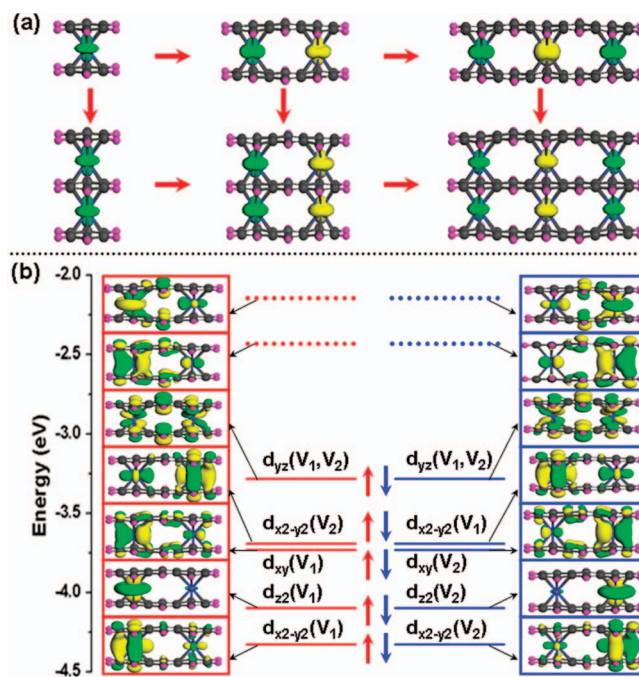 (a)
(b)
-2.0
-2.5
-3.0
-3.5
-4.0
-4.5
Energy (eV)
dyz(V1,V2)
dx2-y2(V2)
dxy(V1)
dz2(V1)
dx2-y2(V1)
dyz(V1,V2)
dx2-y2(V1)
dxy(V2)
dz2(V2)
dx2-y2(V2)